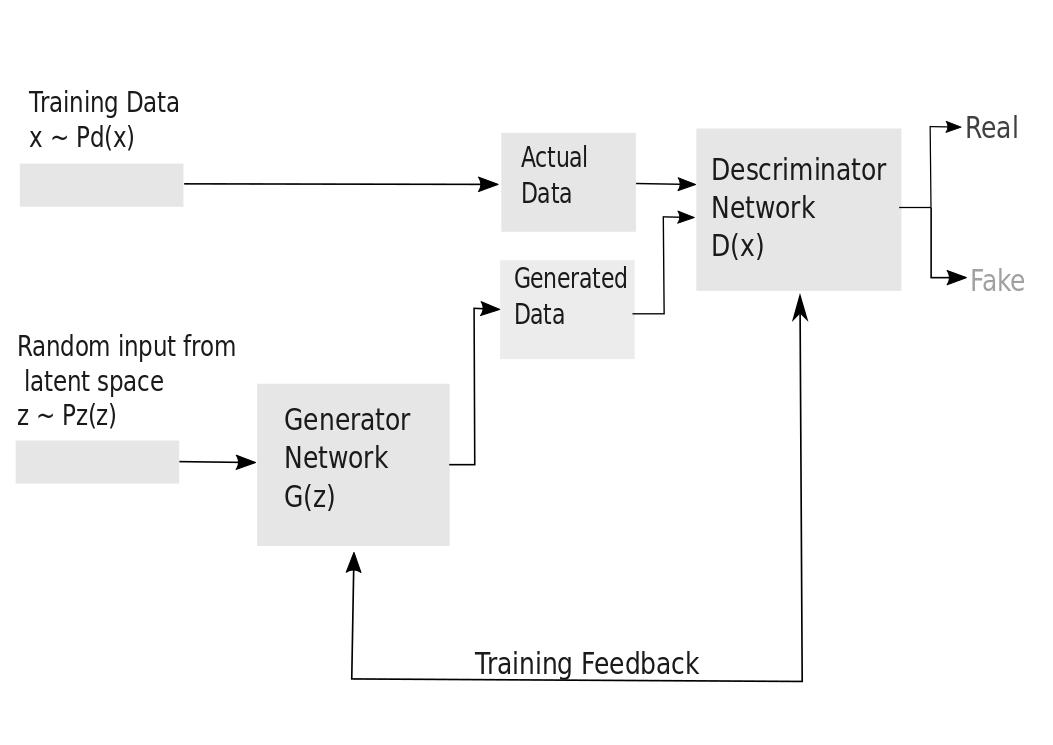 Training Data
x ~ Pd(x)
Actual
Data
Descriminator
Network
D(x)
Real
Fake
Generated
Data
Random input from
latent space
z ~ Pz(z)
Generator
Network
G(z)
Training Feedback